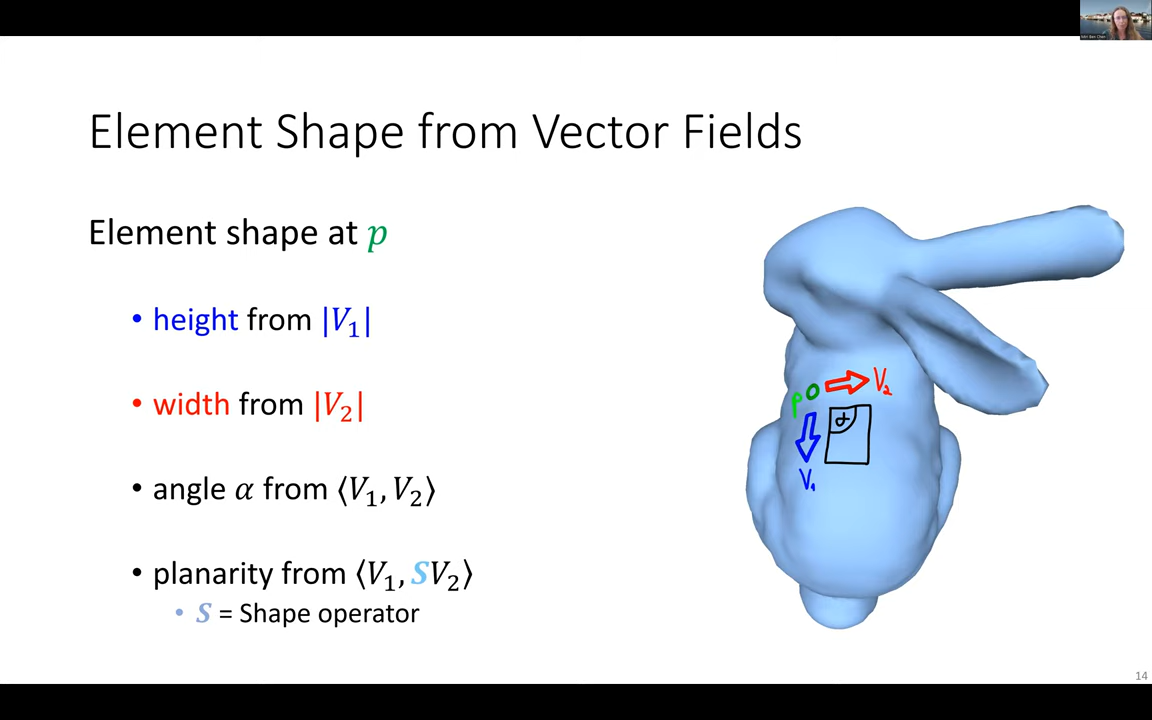 Element Shape from Vector Fields
Element shape at p
• height from |V₁|
• width from |V₂|
• angle α from ⟨V₁, V₂⟩
• planarity from ⟨V₁, SV₂⟩
• S = Shape operator
p
V₂
α
V₁
14